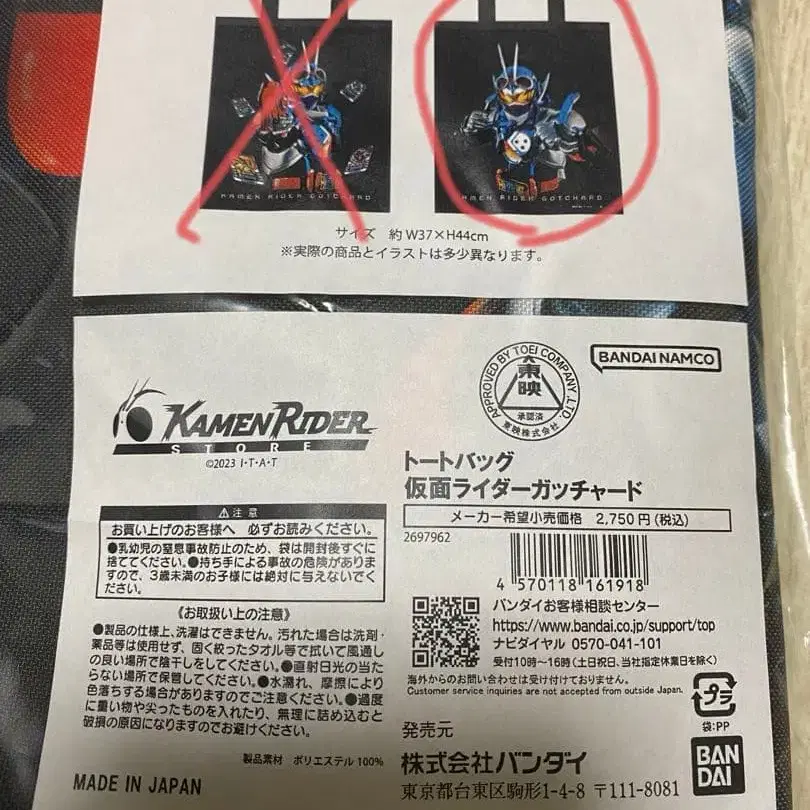 KAMEN RIDER GOTCHARD
KAMEN RIDER GOTCHARD
サイズ 約W37×H44cm
※実際の商品とイラストは多少異なります。
KAMEN RIDER
STORE
©2023 I・T・A・T
APPROVED BY TOEI COMPANY, LTD.
東映
承認済
東映株式会社
BANDAI NAMCO
トートバッグ
仮面ライダーガッチャード
メーカー希望小売価格 2,750円(税込)
2697962
4 570118 161918
⚠注意
お買い上げのお客様へ 必ずお読みください。
●乳幼児の窒息事故防止のため、袋は開封後すぐに
捨ててください。●持ち手による事故の危険がありま
すので、3歳未満のお子様には絶対に与えないでく
ださい。
《お取扱い上の注意》
●製品の仕様上、洗濯はできません。汚れた場合は洗剤・
薬品等は使用せず、固く絞ったタオル等で拭いて風通し
の良い場所で陰干しをしてください。●直射日光の当た
らない場所で保管してください。●水濡れ、摩擦により
色落ちする場合がありますのでご注意ください。●過度
に重い物や尖ったものを入れたり、無理に詰め込むと
破損の原因になりますのでお避けください。
製品素材 ポリエステル100%
MADE IN JAPAN
バンダイお客様相談センター
https://www.bandai.co.jp/support/top
ナビダイヤル 0570-041-101
受付10時〜16時(土日祝日、当社指定休業日を除く)
海外からのお問い合わせは受け付けておりません。
Customer service inquiries are not accepted from outside Japan.
プラ
袋:PP
発売元
株式会社バンダイ
東京都台東区駒形1-4-8 〒111-8081
BAN
DAI